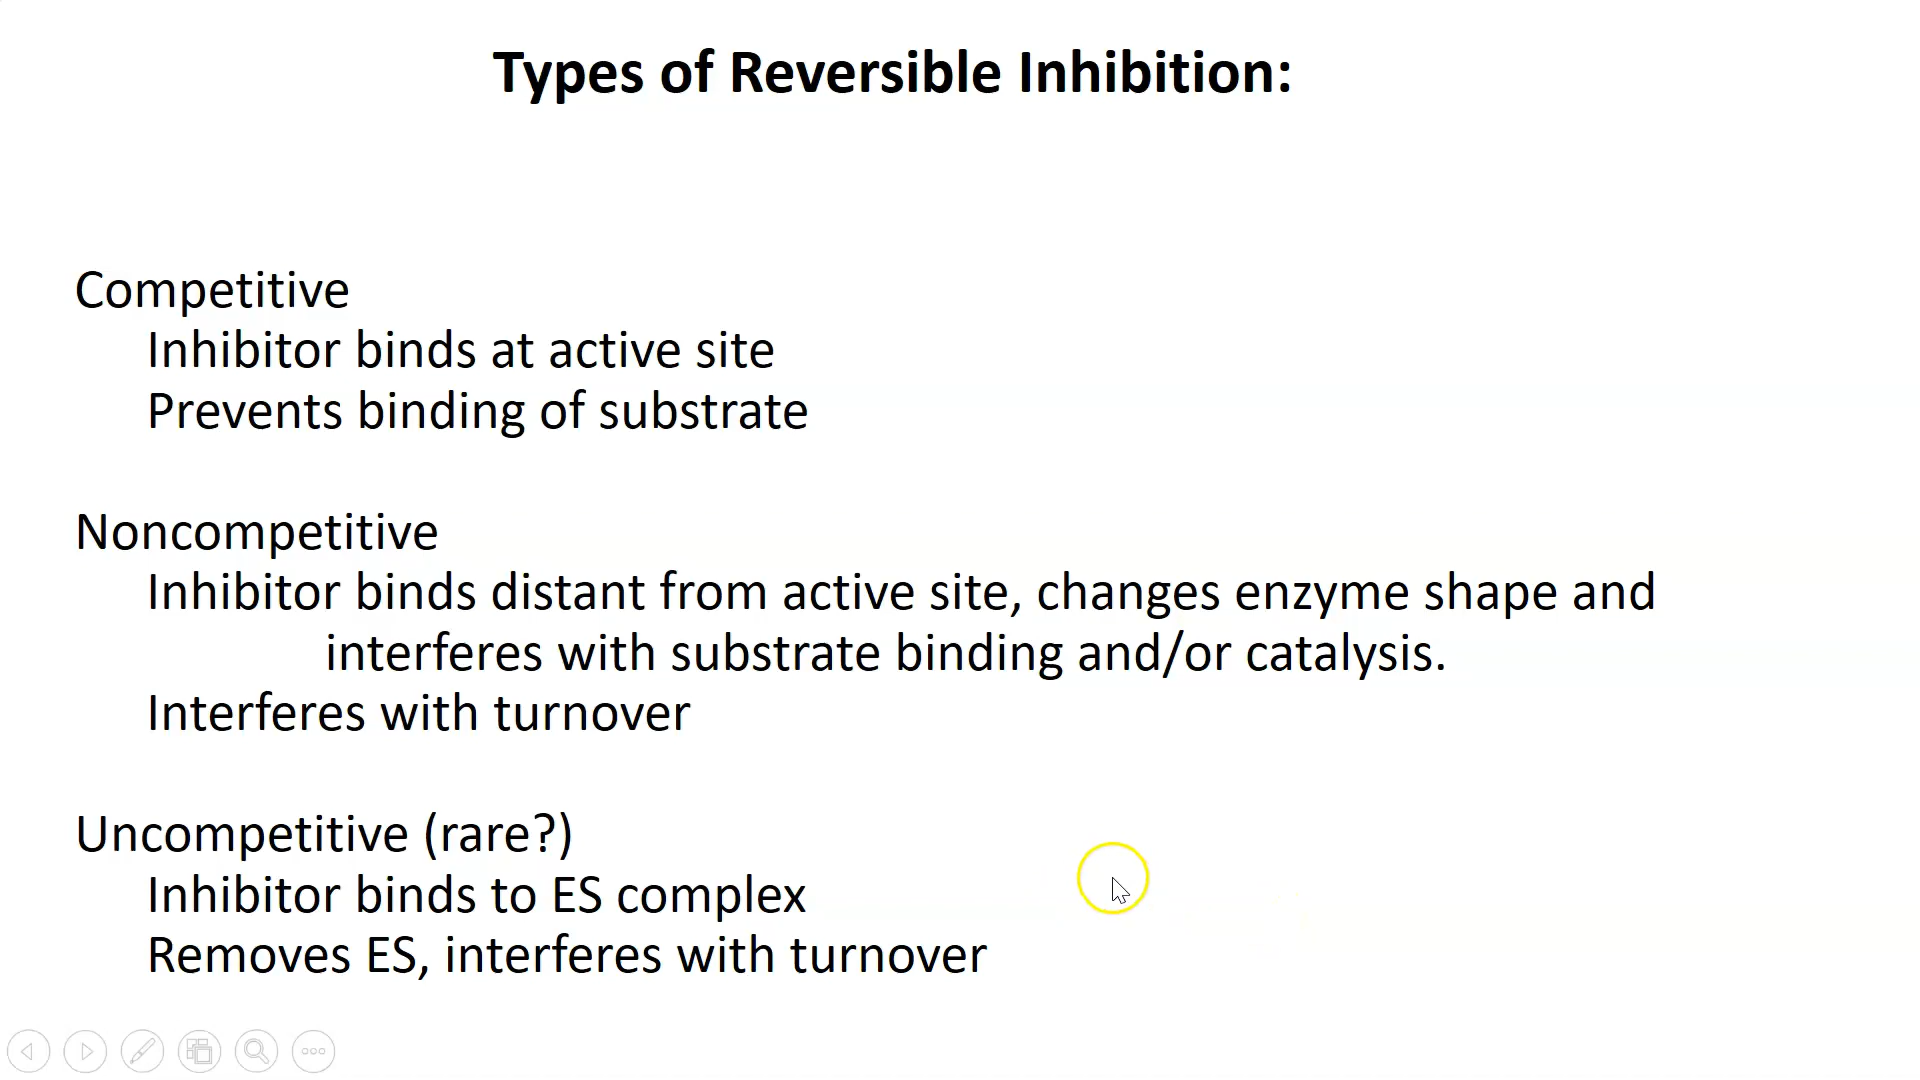 Types of Reversible Inhibition:
Competitive
Inhibitor binds at active site
Prevents binding of substrate
Noncompetitive
Inhibitor binds distant from active site, changes enzyme shape and
interferes with substrate binding and/or catalysis.
Interferes with turnover
Uncompetitive (rare?)
Inhibitor binds to ES complex
Removes ES, interferes with turnover